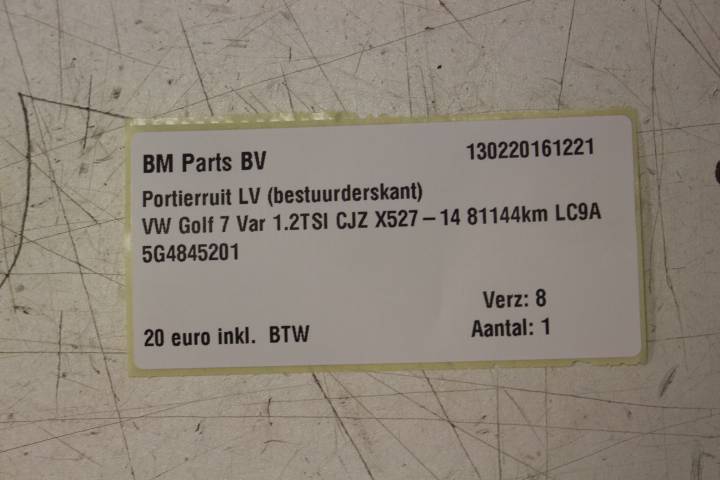 BM Parts BV 130220161221
Portierruit LV (bestuurderskant)
VW Golf 7 Var 1.2TSI CJZ X527-14 81144km LC9A
5G4845201
Verz: 8
20 euro inkl. BTW Aantal: 1